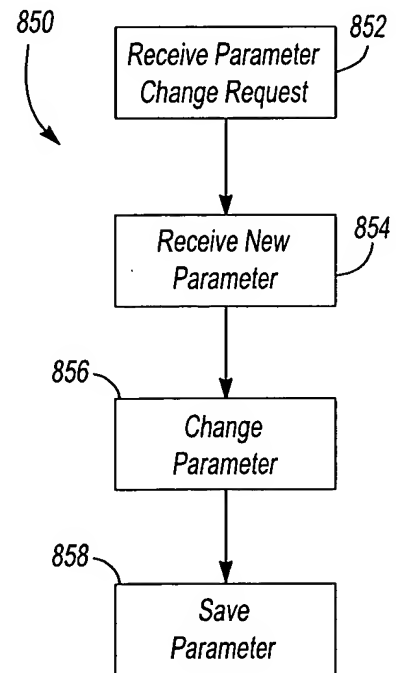 850
Receive Parameter
Change Request
852
Receive New
Parameter
854
856
Change
Parameter
858
Save
Parameter